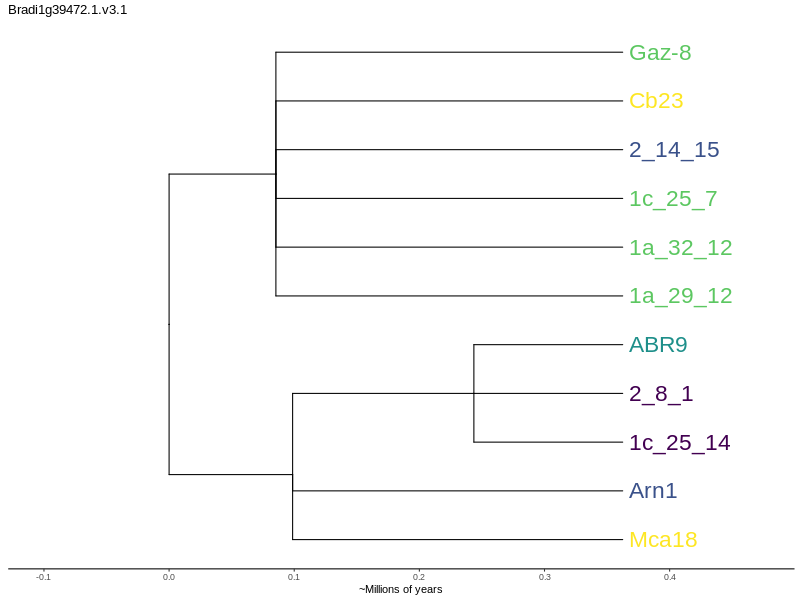 Bradi1g39472.1.v3.1
Gaz-8
Cb23
2_14_15
1c_25_7
1a_32_12
1a_29_12
ABR9
2_8_1
1c_25_14
Arn1
Mca18
-0.1 0.0 0.1 0.2 0.3 0.4
~Millions of years